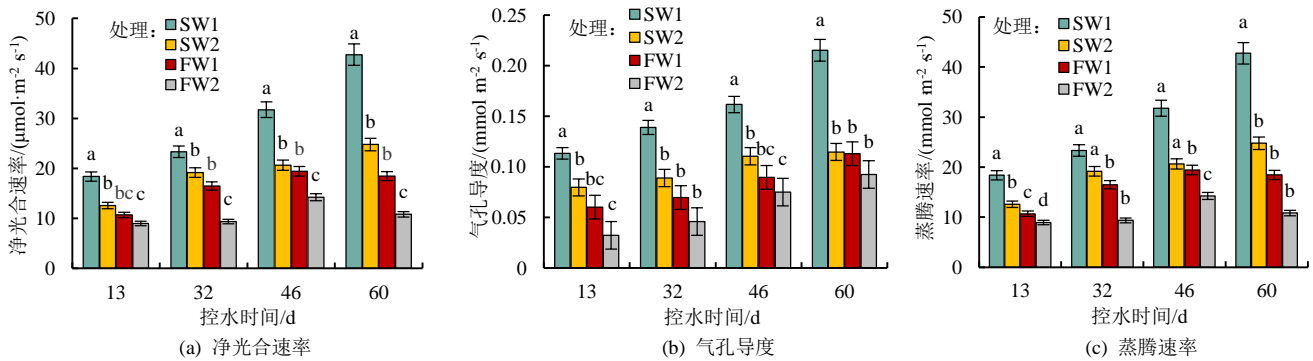 净光合速率/(μmol·m⁻² s⁻¹)
50
40
30
20
10
0
处理：
SW1
SW2
FW1
FW2
a
b
bc
c
a
b
b
c
a
b
b
c
a
b
b
c
13 32 46 60
控水时间/d
(a) 净光合速率
气孔导度/(mmol m⁻² s⁻¹)
0.25
0.20
0.15
0.10
0.05
0
处理：
SW1
SW2
FW1
FW2
a
b
bc
c
a
b
b
b
a
b
c
c
a
b
b
b
13 32 46 60
控水时间/d
(b) 气孔导度
蒸腾速率/(mmol m⁻² s⁻¹)
50
40
30
20
10
0
处理：
SW1
SW2
FW1
FW2
a
b
c
d
a
a
b
b
a
a
b
c
a
b
b
b
13 32 46 60
控水时间/d
(c) 蒸腾速率